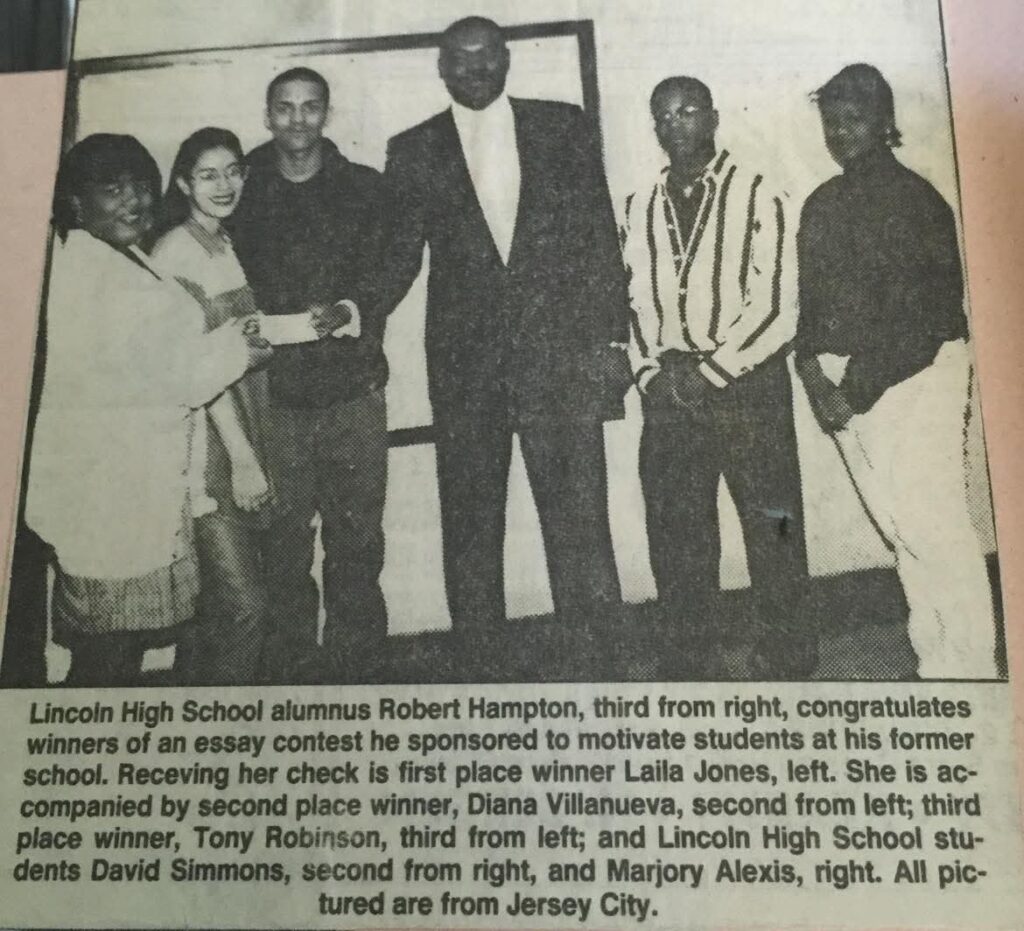 Lincoln High School alumnus Robert Hampton, third from right, congratulates
winners of an essay contest he sponsored to motivate students at his former
school. Receving her check is first place winner Laila Jones, left. She is ac-
companied by second place winner, Diana Villanueva, second from left; third
place winner, Tony Robinson, third from left; and Lincoln High School stu-
dents David Simmons, second from right, and Marjory Alexis, right. All pic-
tured are from Jersey City.